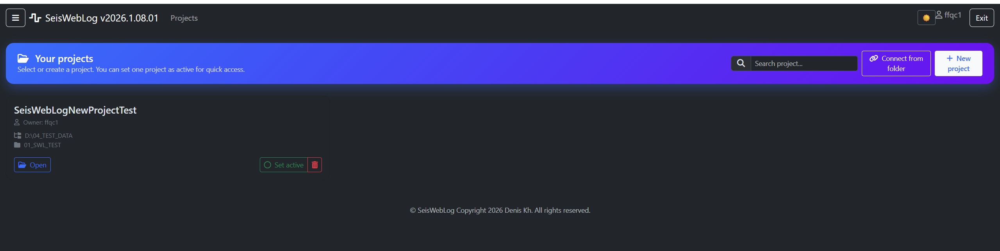 SeisWebLog v2026.1.08.01 Projects ffqc1 Exit
Your projects
Select or create a project. You can set one project as active for quick access.
Search project...
Connect from
folder
New
project
SeisWebLogNewProjectTest
Owner: ffqc1
D:\04_TEST_DATA
01_SWL_TEST
Open
Set active
© SeisWebLog Copyright 2026 Denis Kh. All rights reserved.